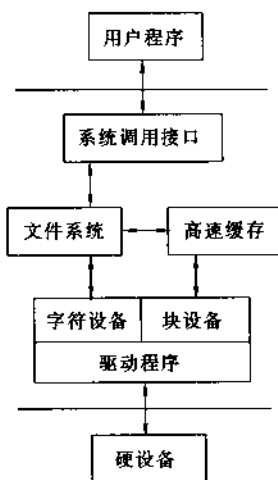 用户程序
系统调用接口
文件系统 高速缓存
字符设备 块设备
驱动程序
硬设备